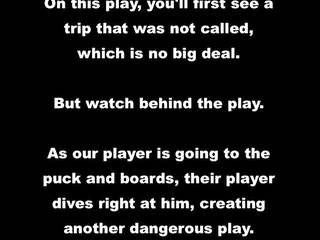 On this play, you'll first see a
trip that was not called,
which is no big deal.
But watch behind the play.
As our player is going to the
puck and boards, their player
dives right at him, creating
another dangerous play.